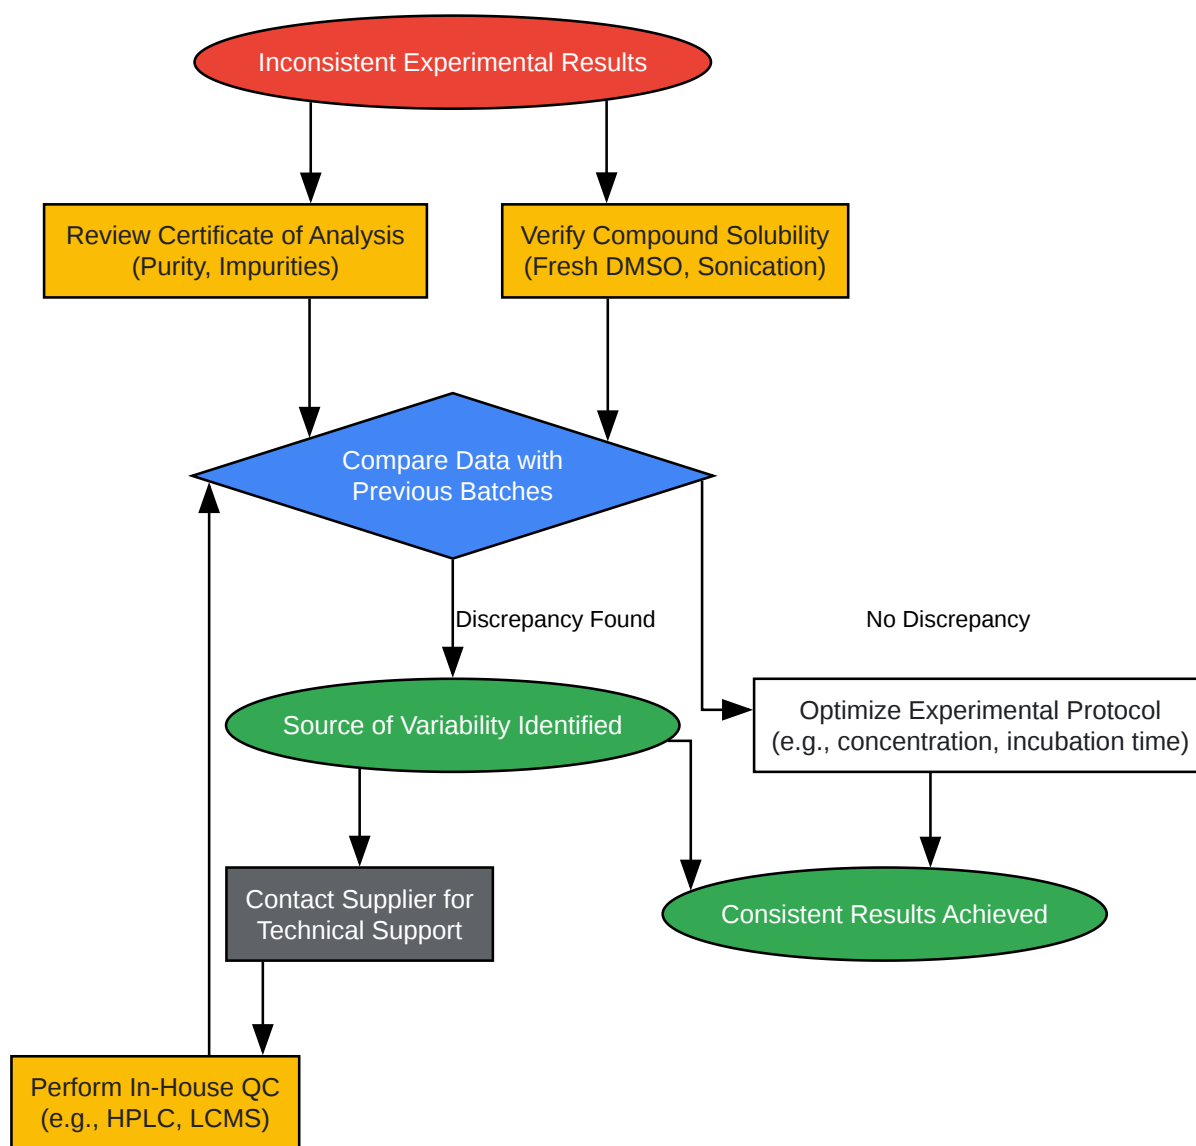 Inconsistent Experimental Results
Review Certificate of Analysis
(Purity, Impurities)
Verify Compound Solubility
(Fresh DMSO, Sonication)
Compare Data with
Previous Batches
Discrepancy Found
No Discrepancy
Source of Variability Identified
Optimize Experimental Protocol
(e.g., concentration, incubation time)
Contact Supplier for
Technical Support
Consistent Results Achieved
Perform In-House QC
(e.g., HPLC, LCMS)